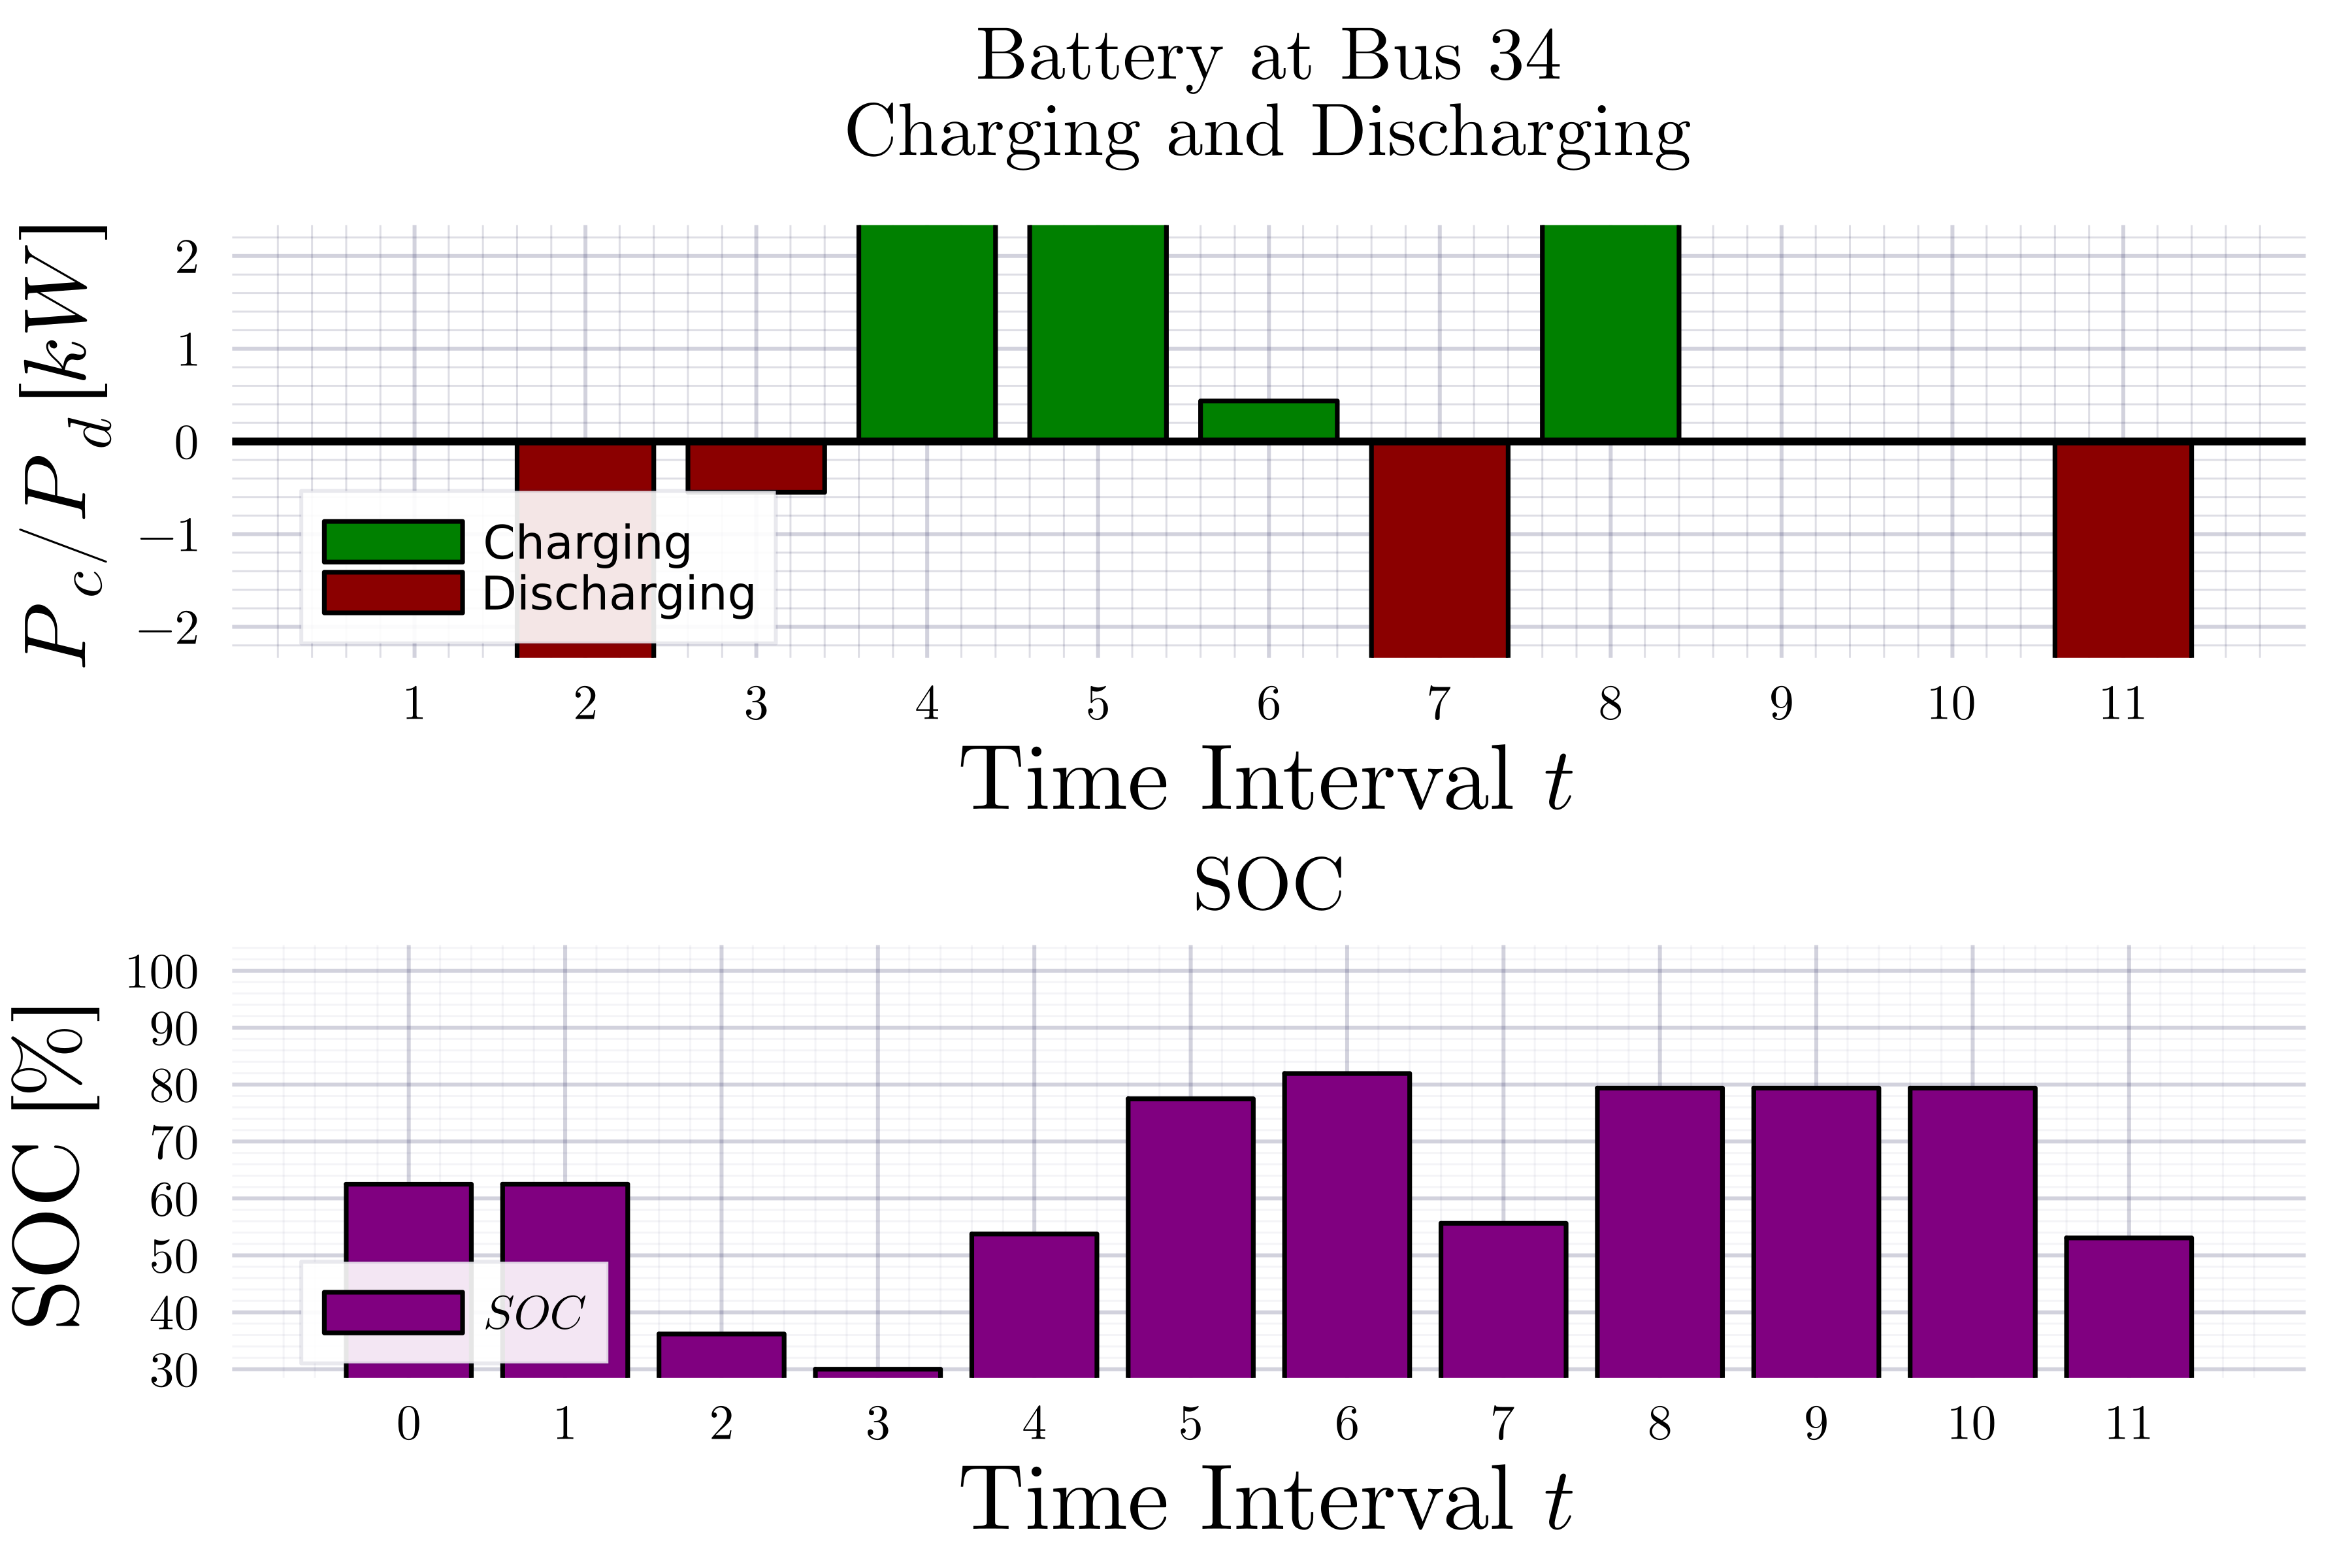 Battery at Bus 34
Charging and Discharging
P_c/P_d [kW]
2
1
0
−1
−2
Charging
Discharging
1 2 3 4 5 6 7 8 9 10 11
Time Interval t
SOC
SOC [%]
100
90
80
70
60
50
40
30
SOC
0 1 2 3 4 5 6 7 8 9 10 11
Time Interval t